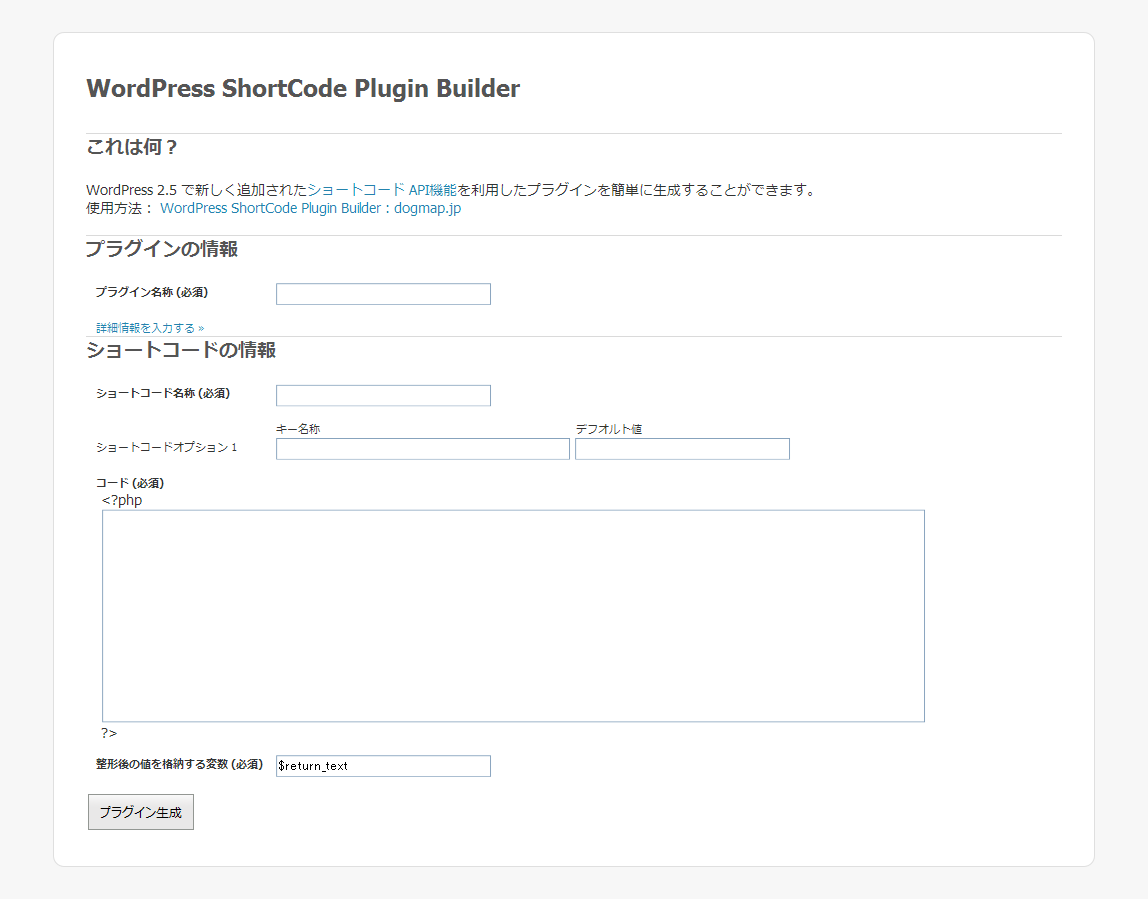 WordPress ShortCode Plugin Builder
これは何？
WordPress 2.5 で新しく追加されたショートコード API機能を利用したプラグインを簡単に生成することができます。
使用方法： WordPress ShortCode Plugin Builder : dogmap.jp
プラグインの情報
プラグイン名称 (必須)
詳細情報を入力する »
ショートコードの情報
ショートコード名称 (必須)
キー名称 デフオルト値
ショートコードオプション 1
コード (必須)
<?php
?>
整形後の値を格納する変数 (必須) $return_text
プラグイン生成